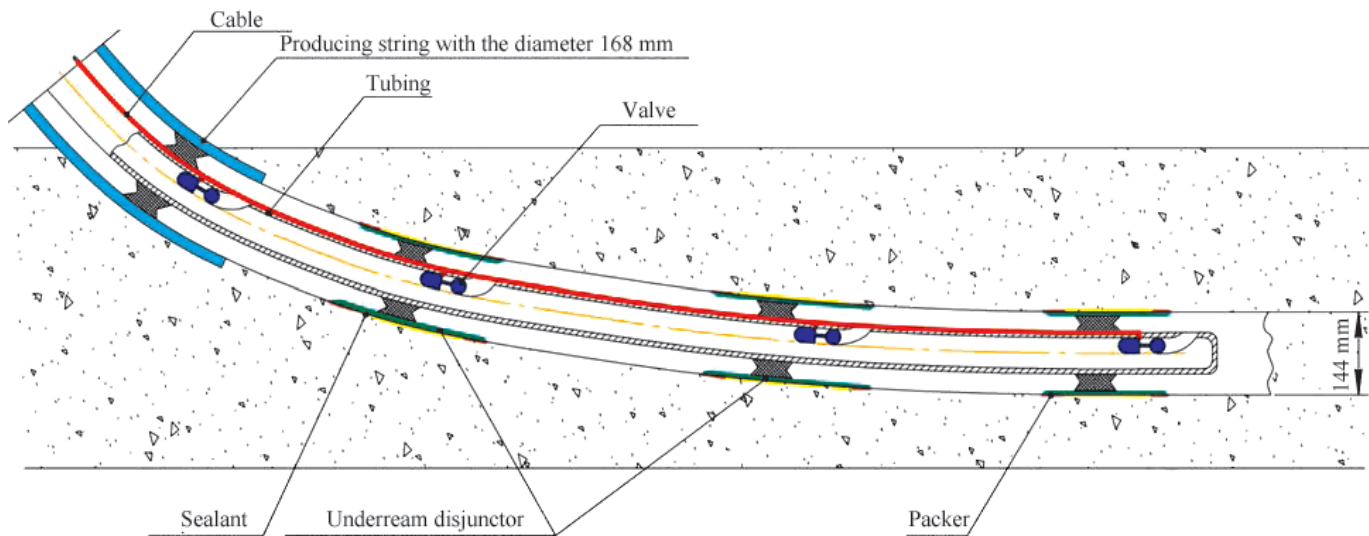 Cable
Producing string with the diameter 168 mm
Tubing
Valve
144 mm
Sealant
Underream disjunctor
Packer